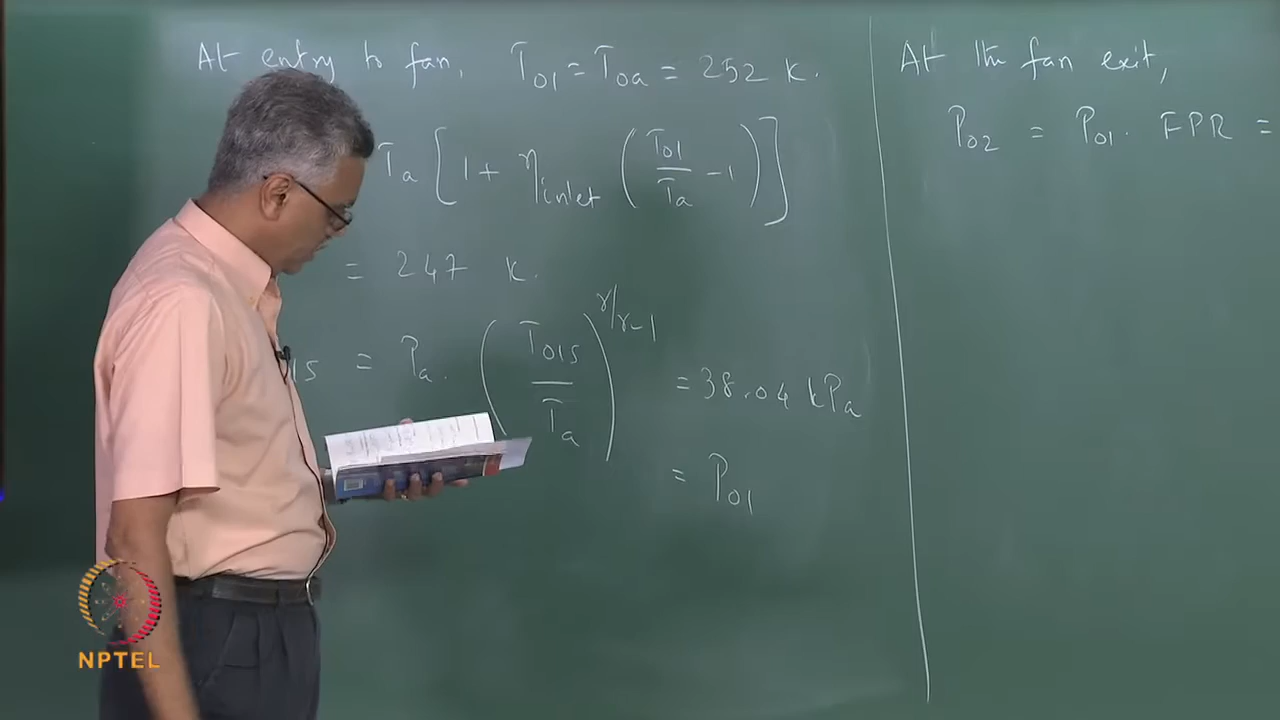 At entry to fan, T01 = T0a = 252 K.
Ta [ 1 + ηinlet ( T01 / Ta - 1 ) ]
= 247 K.
1s = Pa. ( T01s / Ta )^γ/γ-1 = 38.04 kPa
= P01
At the fan exit,
P02 = P01. FPR =
NPTEL